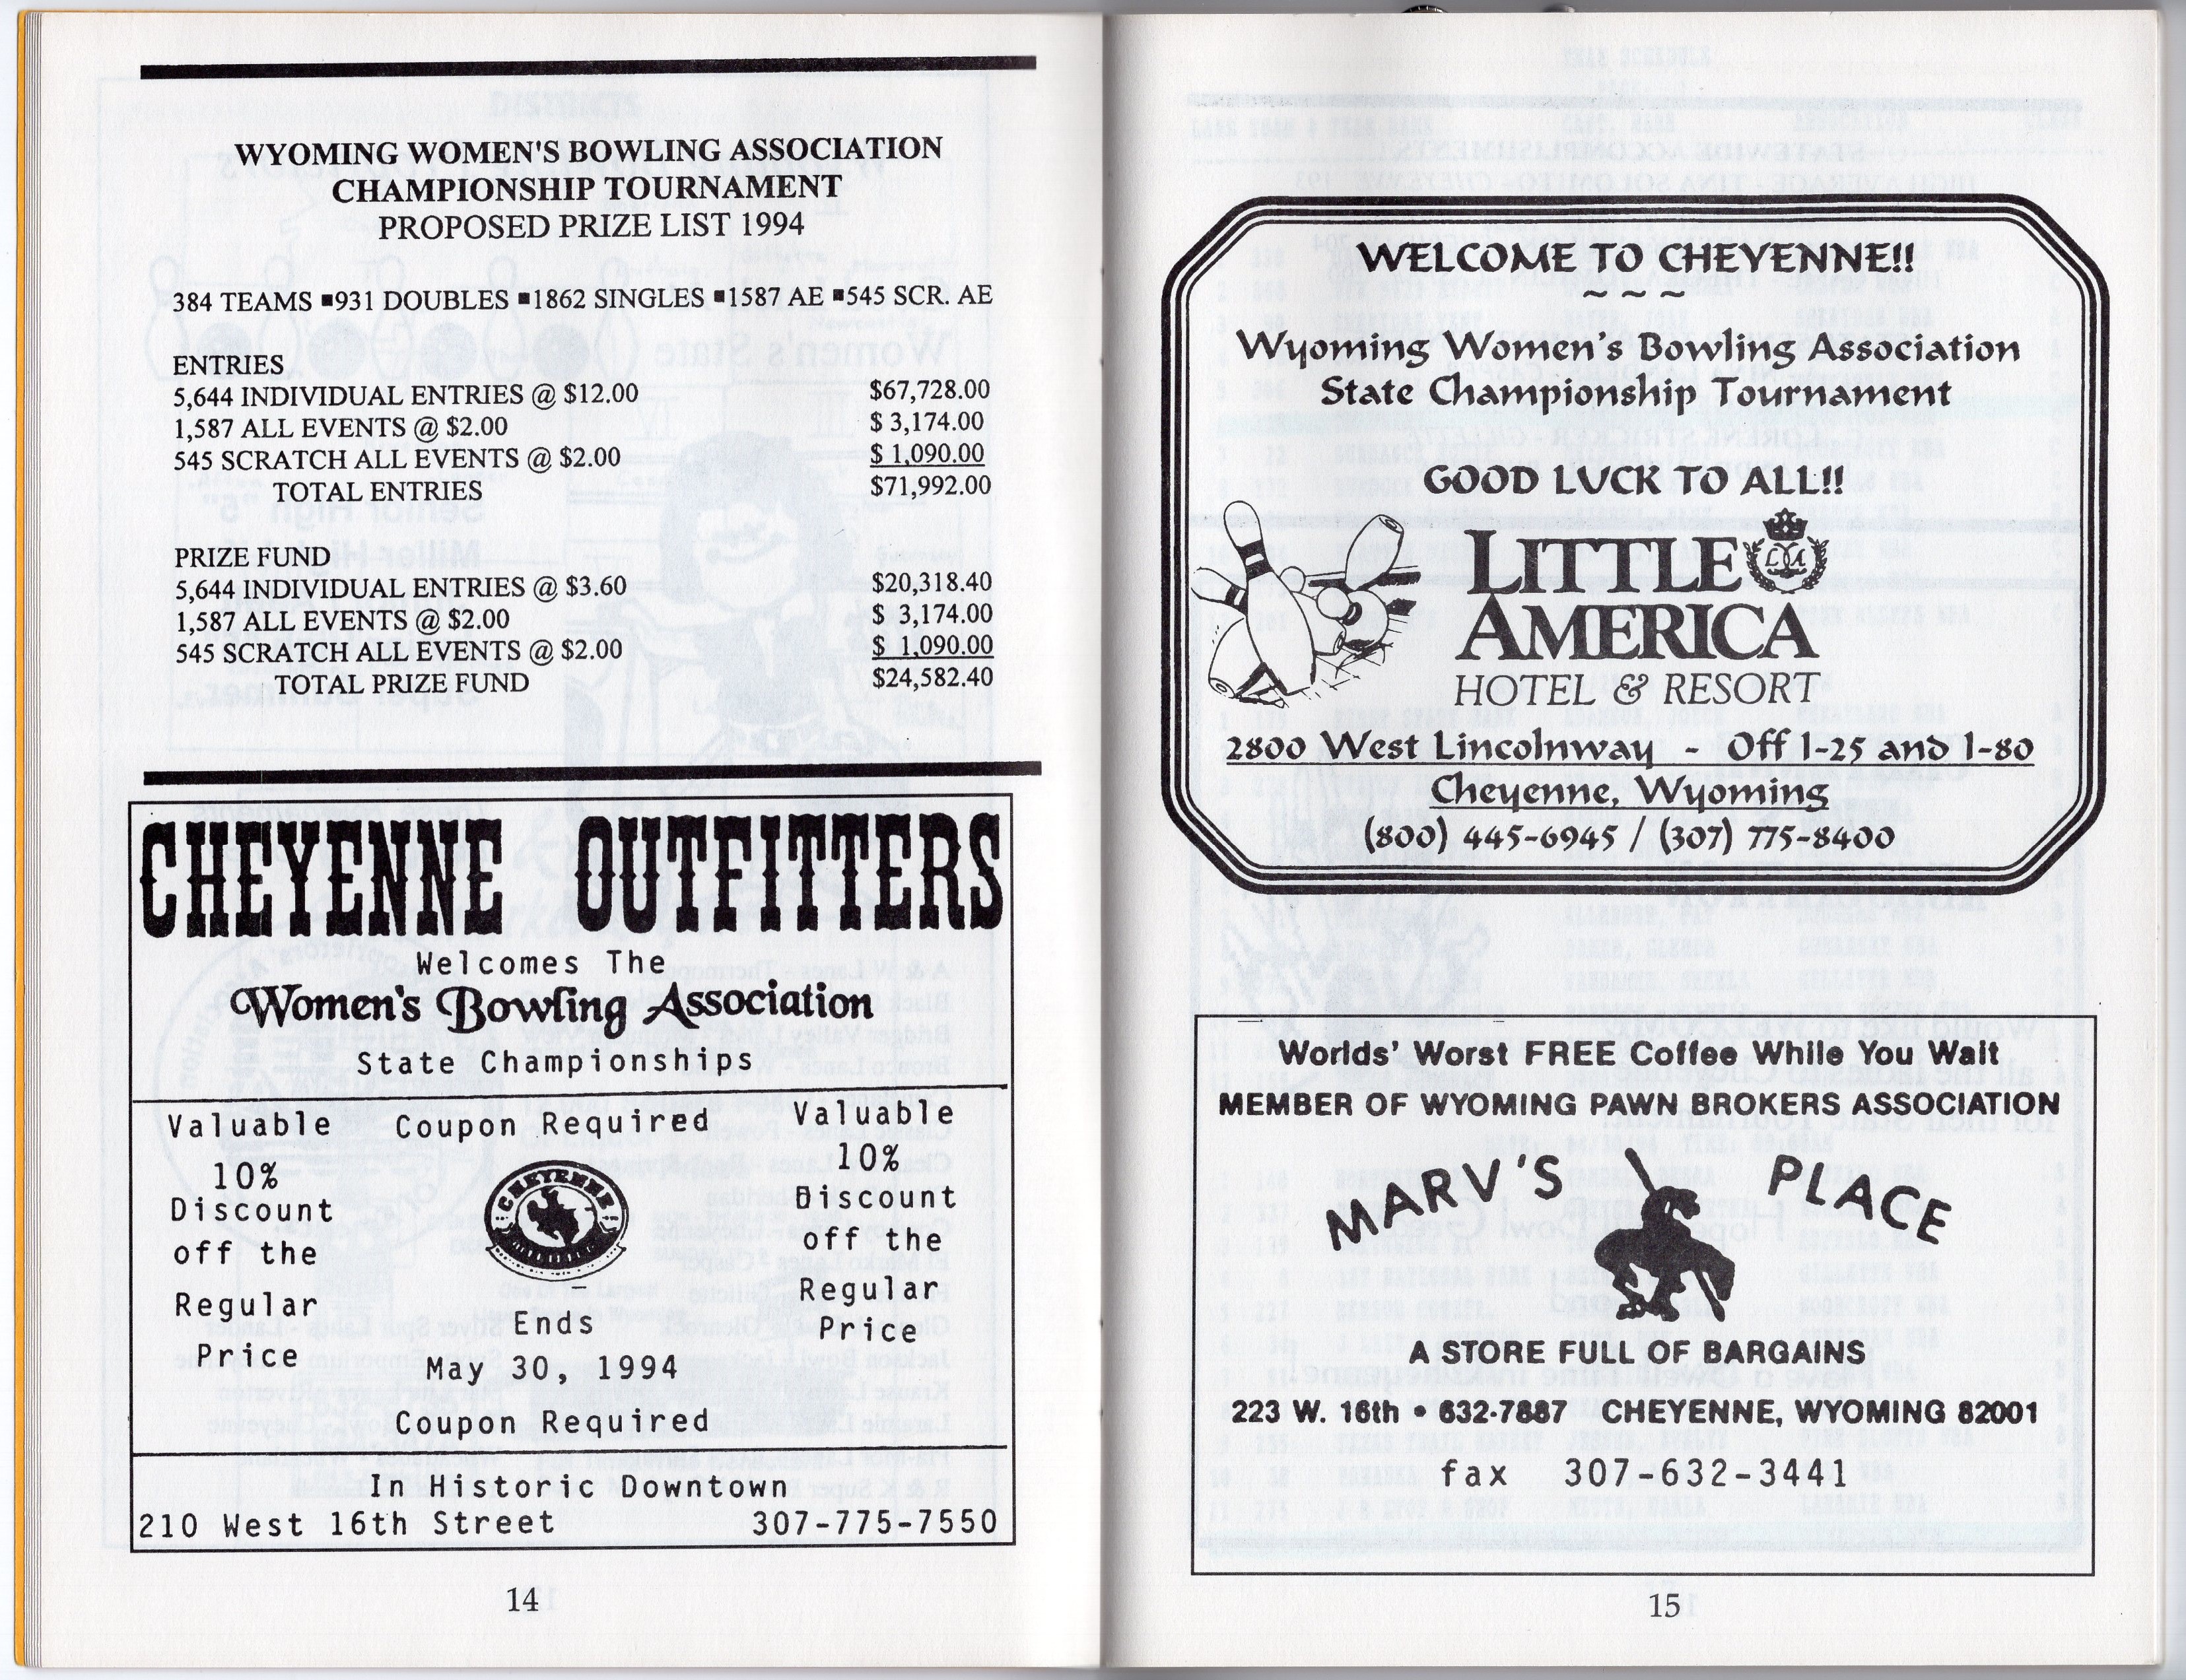 WYOMING WOMEN'S BOWLING ASSOCIATION
CHAMPIONSHIP TOURNAMENT
PROPOSED PRIZE LIST 1994
384 TEAMS ▪931 DOUBLES ▪1862 SINGLES ▪1587 AE ▪545 SCR. AE
ENTRIES
5,644 INDIVIDUAL ENTRIES @ $12.00 $67,728.00
1,587 ALL EVENTS @ $2.00 $ 3,174.00
545 SCRATCH ALL EVENTS @ $2.00 $ 1,090.00
TOTAL ENTRIES $71,992.00
PRIZE FUND
5,644 INDIVIDUAL ENTRIES @ $3.60 $20,318.40
1,587 ALL EVENTS @ $2.00 $ 3,174.00
545 SCRATCH ALL EVENTS @ $2.00 $ 1,090.00
TOTAL PRIZE FUND $24,582.40
CHEYENNE OUTFITTERS
Welcomes The
Women's Bowling Association
State Championships
Valuable
10%
Discount
off the
Regular
Price
Coupon Required
CHEYENNE
Ends
May 30, 1994
Coupon Required
Valuable
10%
Discount
off the
Regular
Price
In Historic Downtown
210 West 16th Street 307-775-7550
14
WELCOME TO CHEYENNE!!
~ ~ ~
Wyoming Women's Bowling Association
State Championship Tournament
GOOD LUCK TO ALL!!
LITTLE
AMERICA
HOTEL & RESORT
2800 West Lincolnway - Off I-25 and I-80
Cheyenne, Wyoming
(800) 445-6945 / (307) 775-8400
Worlds' Worst FREE Coffee While You Wait
MEMBER OF WYOMING PAWN BROKERS ASSOCIATION
MARV'S PLACE
A STORE FULL OF BARGAINS
223 W. 16th • 632-7887 CHEYENNE, WYOMING 82001
fax 307-632-3441
15